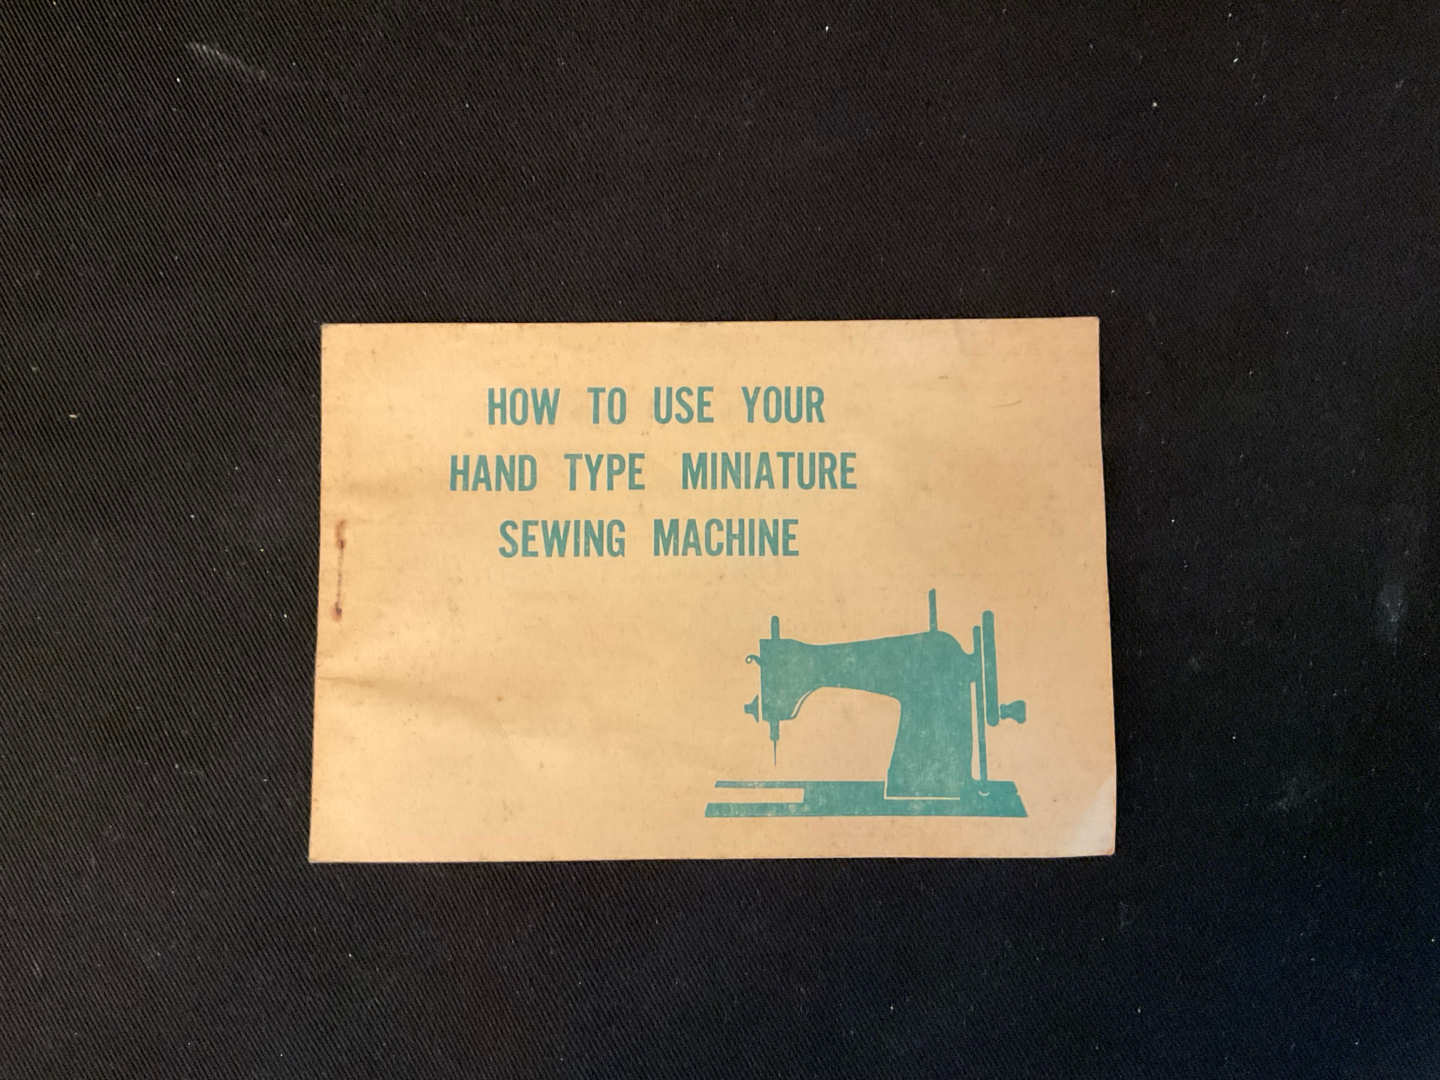 HOW TO USE YOUR
HAND TYPE MINIATURE
SEWING MACHINE